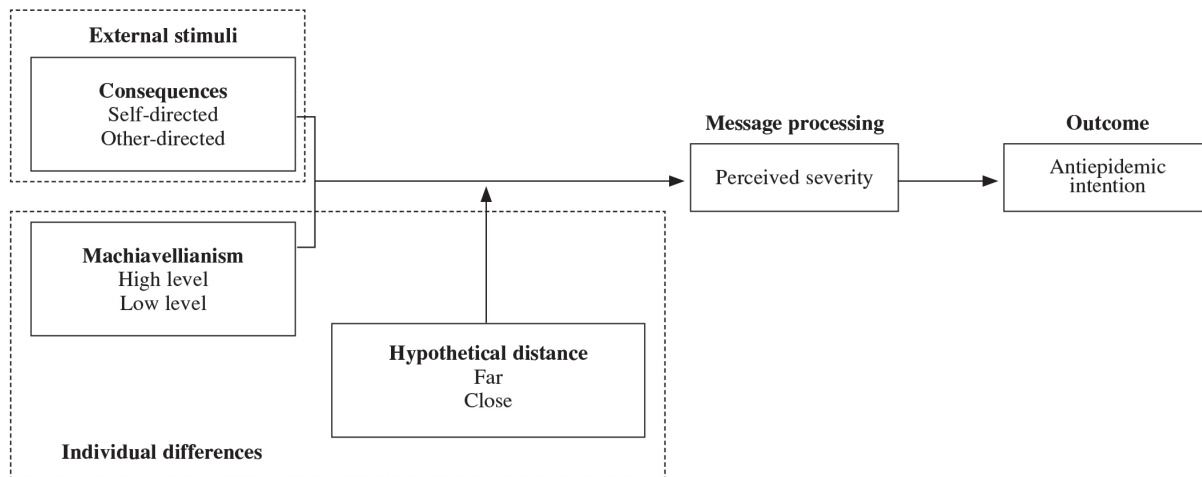 External stimuli
Consequences
Self-directed
Other-directed
Machiavellianism
High level
Low level
Hypothetical distance
Far
Close
Individual differences
Message processing
Perceived severity
Outcome
Antiepidemic
intention